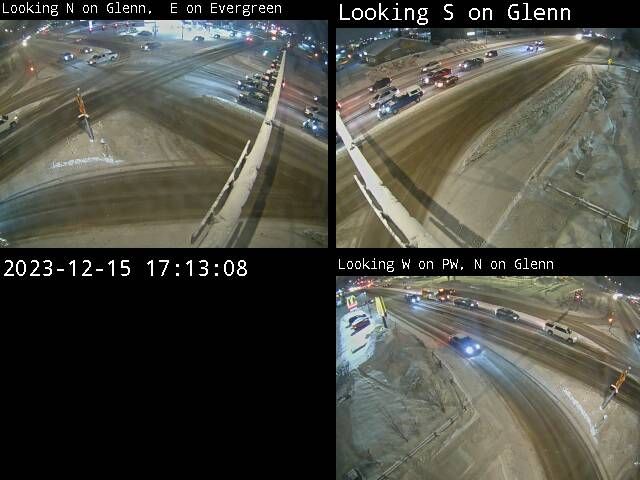 Looking N on Glenn,  E on Evergreen
Looking S on Glenn
2023-12-15 17:13:08
Looking W on PW, N on Glenn